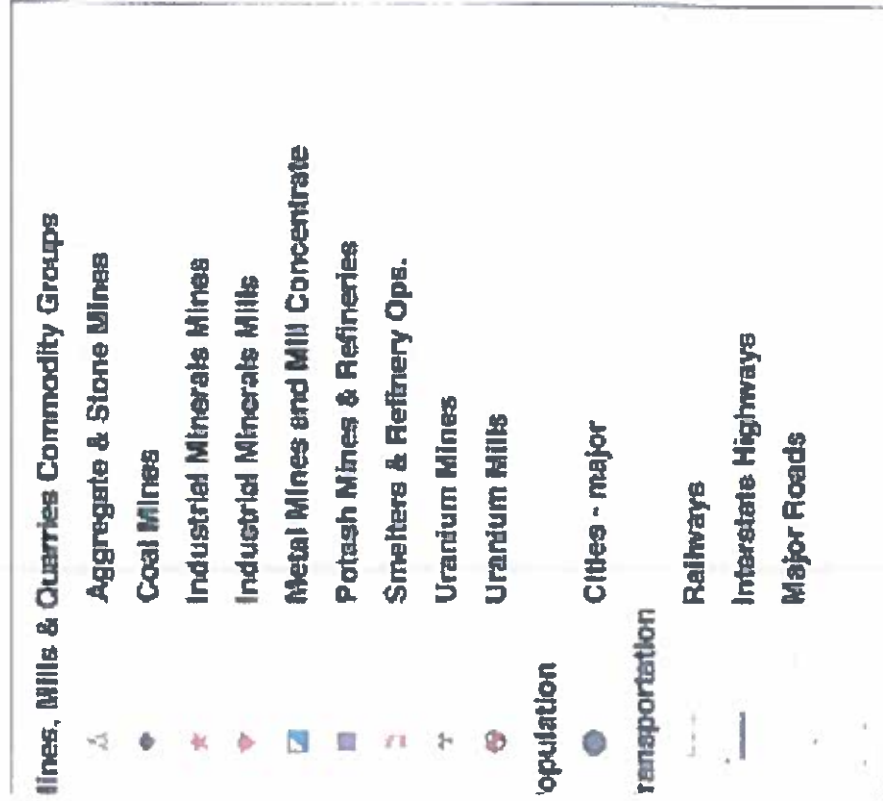 lines, Mills & Quarries Commodity Groups
Aggregate & Stone Mines
Coal Mines
Industrial Minerals Mines
Industrial Minerals Mills
Metal Mines and Mill Concentrate
Potash Mines & Refineries
Smelters & Refinery Ops.
Uranium Mines
Uranium Mills
opulation
Cities - major
ransportation
Railways
Interstate Highways
Major Roads